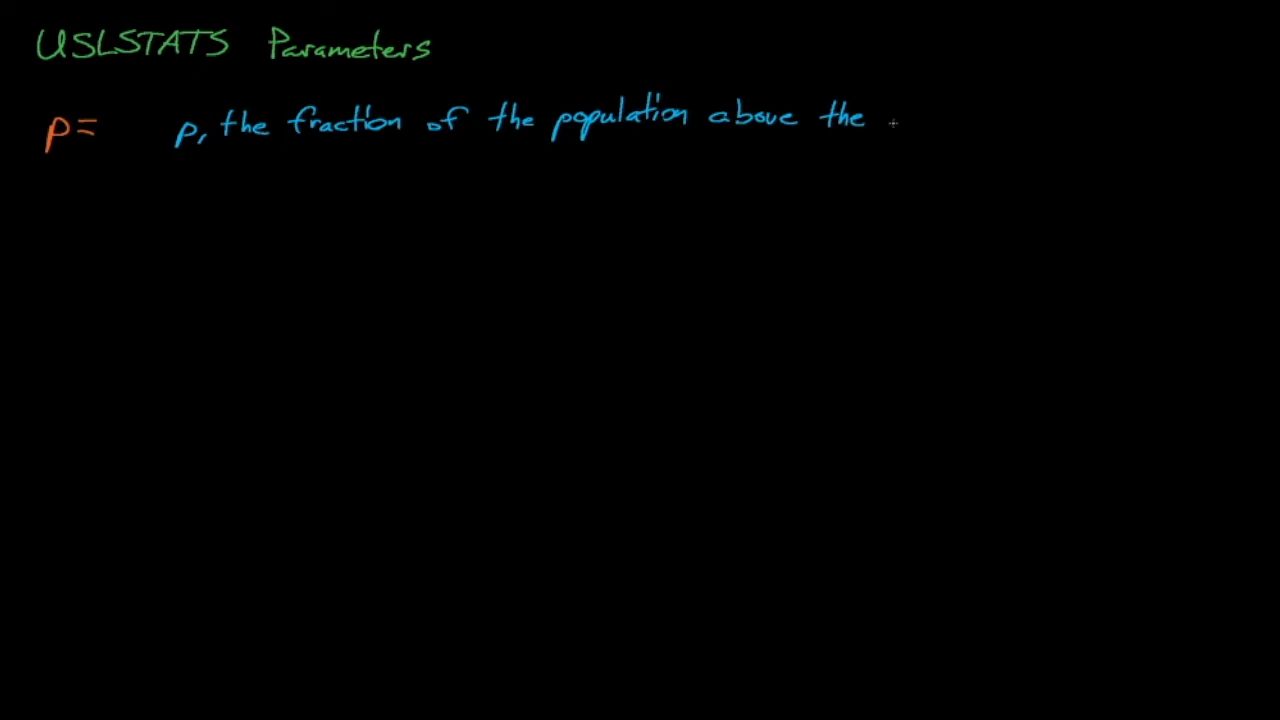 USLSTATS Parameters
p= p, the fraction of the population above the